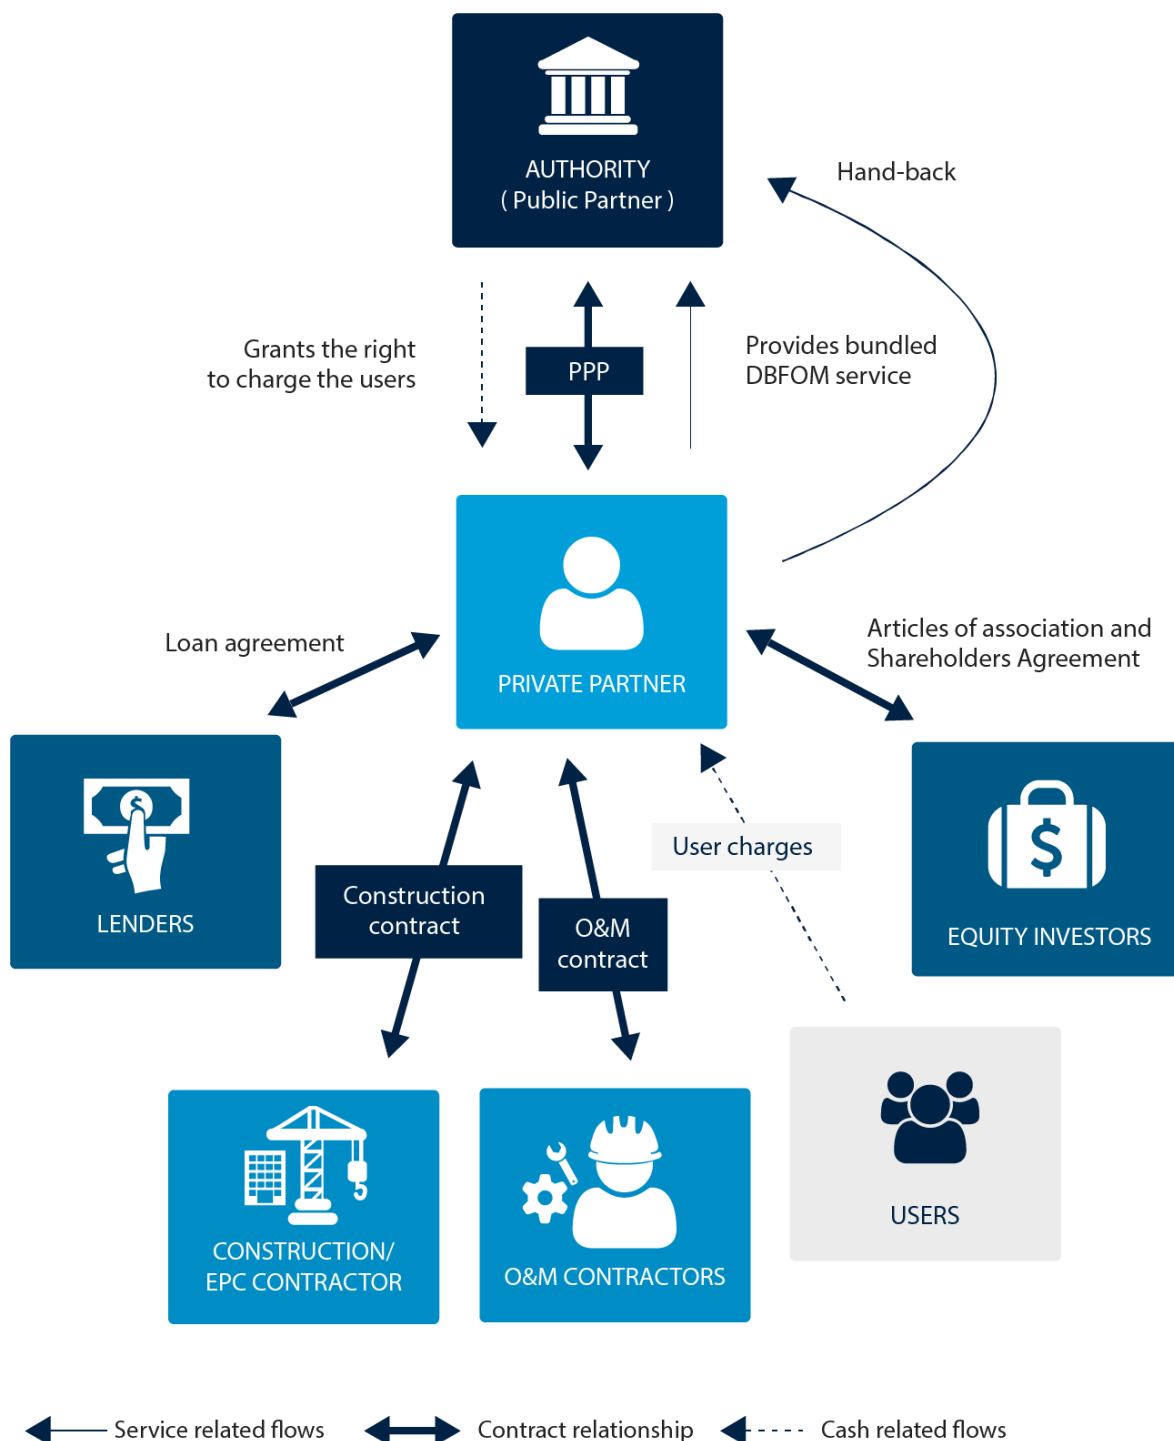 AUTHORITY
( Public Partner )
Hand-back
Grants the right
to charge the users
PPP
Provides bundled
DBFOM service
PRIVATE PARTNER
Loan agreement
Articles of association and
Shareholders Agreement
LENDERS
Construction
contract
O&M
contract
User charges
$
EQUITY INVESTORS
CONSTRUCTION/
EPC CONTRACTOR
O&M CONTRACTORS
USERS
Service related flows
Contract relationship
Cash related flows